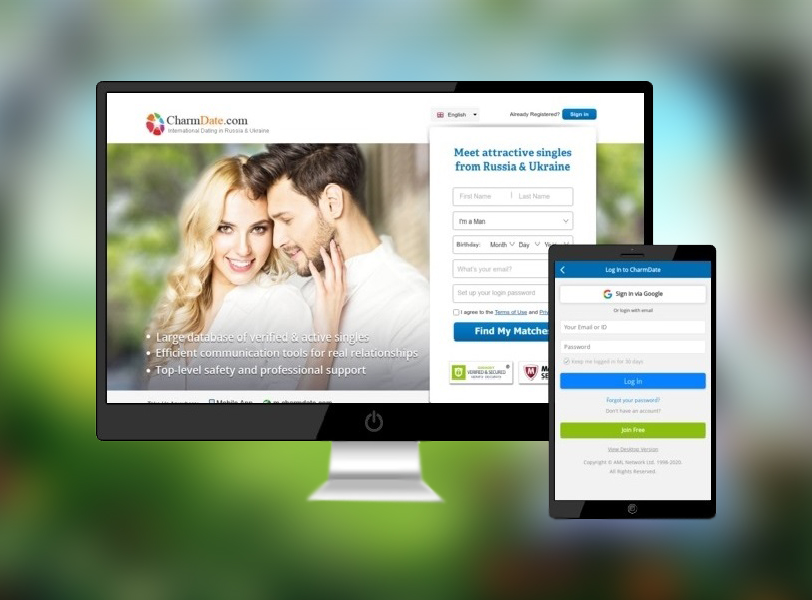 CharmDate.com
International Dating in Russia & Ukraine
English
Already Registered?
Sign in
Meet attractive singles
from Russia & Ukraine
First Name
Last Name
I'm a Man
Birthday: Month Day
What's your email?
Set up your login password
I agree to the Terms of Use and
Find My Matche
VERIFIED & SECURED
• Large database of verified & active singles
• Efficient communication tools for real relationships
• Top-level safety and professional support
Mobile App
m.charmdate.com
Log In to CharmDate
Sign in via Google
Or login with email
Your Email or ID
Password
Keep me logged in for 30 days
Log In
Forgot your password?
Don't have an account?
Join Free
View Desktop Version
Copyright © AML Network Ltd. 1998-2020.
All Rights Reserved.